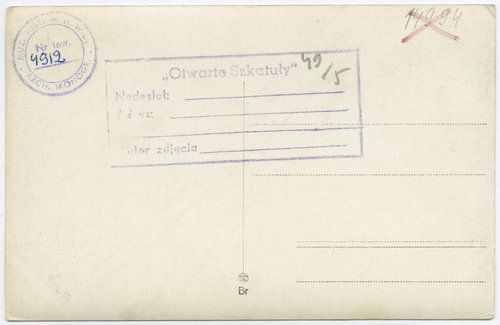 Nr inw.
4912
ARCH. IKONOGR.
14994
49/5
„Otwarte Szkatuły"
Nadesłał:
Adres:
Autor zdjęcia
Br